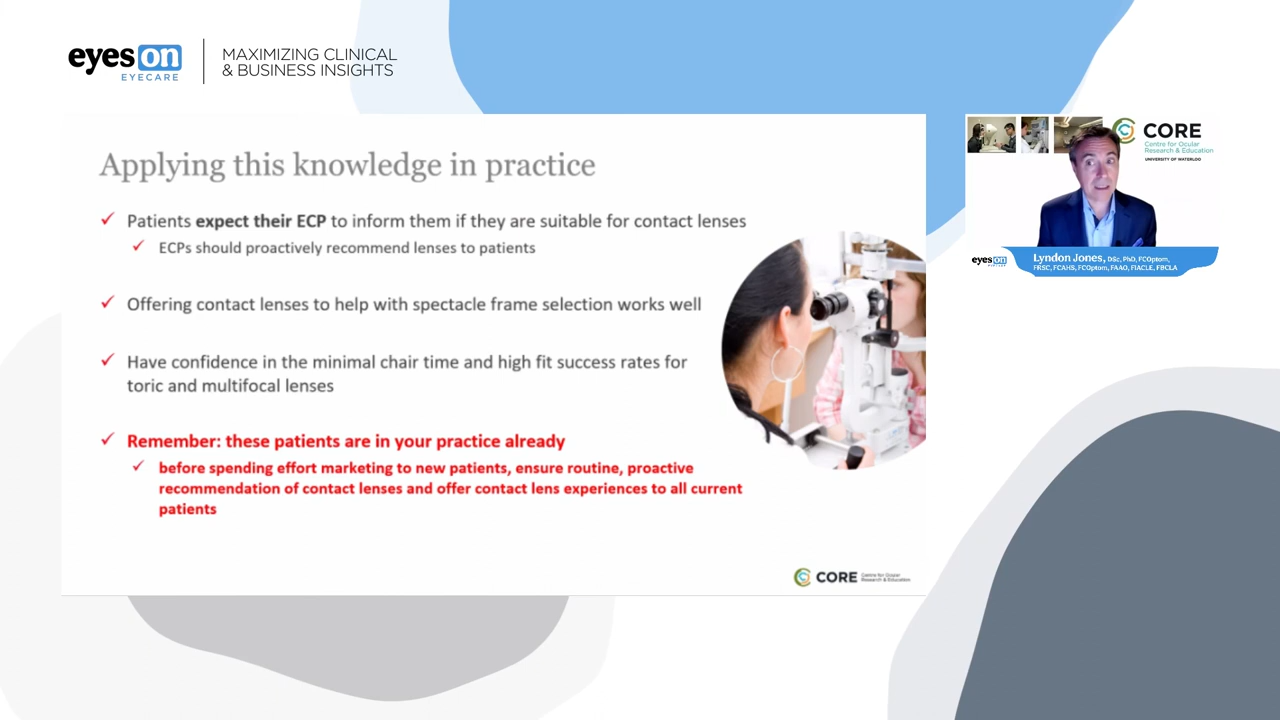 eyeson
EYECARE
MAXIMIZING CLINICAL
& BUSINESS INSIGHTS
Applying this knowledge in practice
Patients expect their ECP to inform them if they are suitable for contact lenses
ECPs should proactively recommend lenses to patients
Offering contact lenses to help with spectacle frame selection works well
Have confidence in the minimal chair time and high fit success rates for
toric and multifocal lenses
Remember: these patients are in your practice already
before spending effort marketing to new patients, ensure routine, proactive
recommendation of contact lenses and offer contact lens experiences to all current
patients
CORE
Centre for Ocular
Research & Education
CORE
Centre for Ocular
Research & Education
UNIVERSITY OF WATERLOO
eyeson
EYECARE
Lyndon Jones, DSc, PhD, FCOptom,
FRSC, FCAHS, FCOptom, FAAO, FIACLE, FBCLA